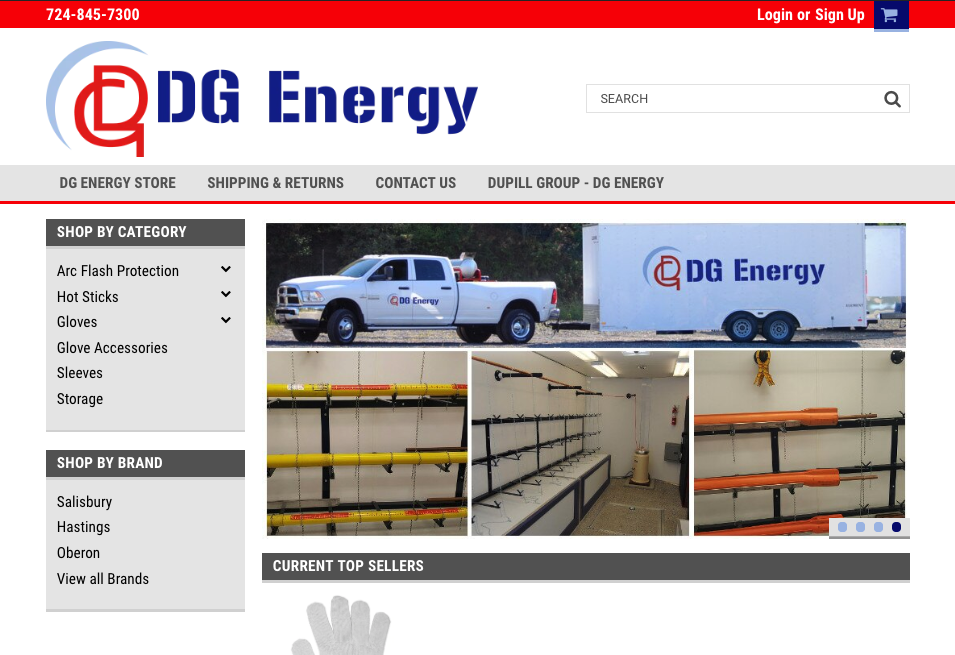 724-845-7300
Login or Sign Up
DG Energy
SEARCH
DG ENERGY STORE
SHIPPING & RETURNS
CONTACT US
DUPILL GROUP - DG ENERGY
SHOP BY CATEGORY
Arc Flash Protection
Hot Sticks
Gloves
Glove Accessories
Sleeves
Storage
SHOP BY BRAND
Salisbury
Hastings
Oberon
View all Brands
DG Energy
DG Energy
CURRENT TOP SELLERS